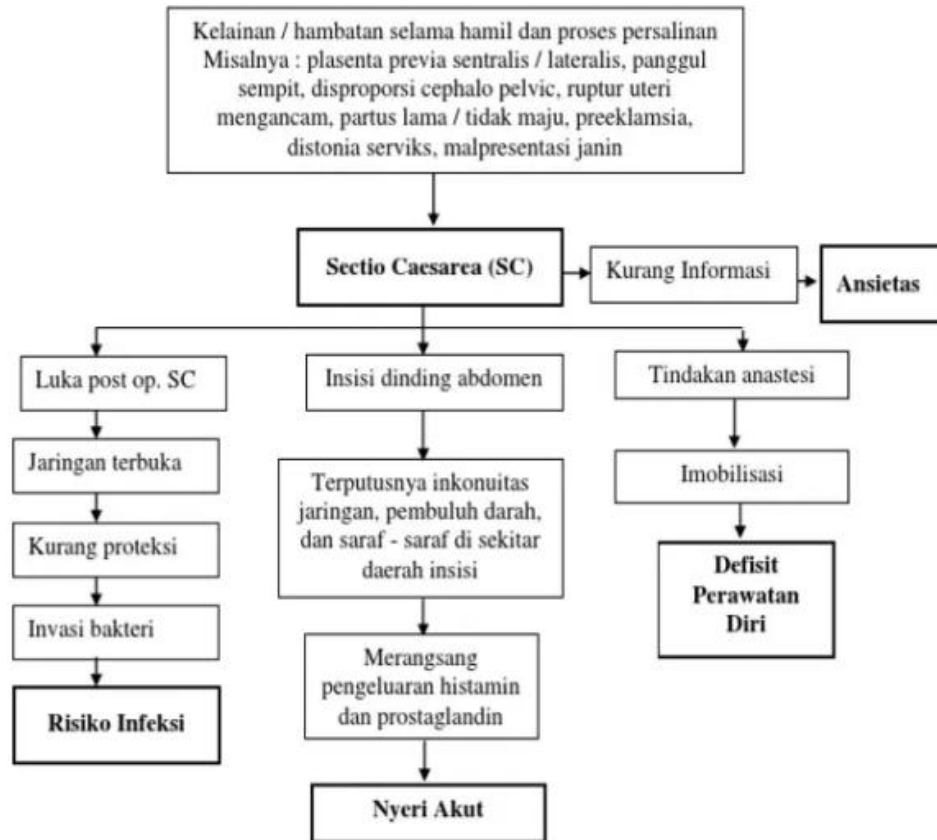 Kelainan / hambatan selama hamil dan proses persalinan
Misalnya : plasenta previa sentralis / lateralis, panggul
sempit, disproporsi cephalo pelvic, ruptur uteri
mengancam, partus lama / tidak maju, preeklamsia,
distonia serviks, malpresentasi janin
Sectio Caesarea (SC)
Kurang Informasi
Ansietas
Luka post op. SC
Jaringan terbuka
Kurang proteksi
Invasi bakteri
Risiko Infeksi
Insisi dinding abdomen
Terputusnya inkonuitas
jaringan, pembuluh darah,
dan saraf - saraf di sekitar
daerah insisi
Merangsang
pengeluaran histamin
dan prostaglandin
Nyeri Akut
Tindakan anastesi
Imobilisasi
Defisit
Perawatan
Diri